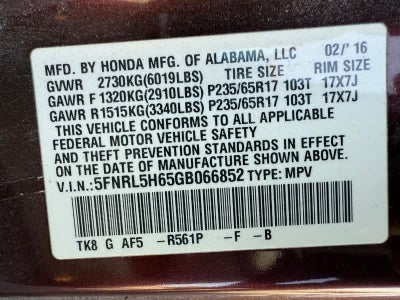 MFD. BY HONDA MFG. OF ALABAMA, LLC 02/'16
GVWR 2730KG(6019LBS) TIRE SIZE RIM SIZE
GAWR F 1320KG(2910LBS) P235/65R17 103T 17X7J
GAWR R1515KG(3340LBS) P235/65R17 103T 17X7J
THIS VEHICLE CONFORMS TO ALL APPLICABLE
FEDERAL MOTOR VEHICLE SAFETY AND
THEFT PREVENTION STANDARDS IN EFFECT
ON THE DATE OF MANUFACTURE SHOWN ABOVE.
V.I.N.: 5FNRL5H65GB066852 TYPE: MPV
TK8 G AF5 -R561P -F -B